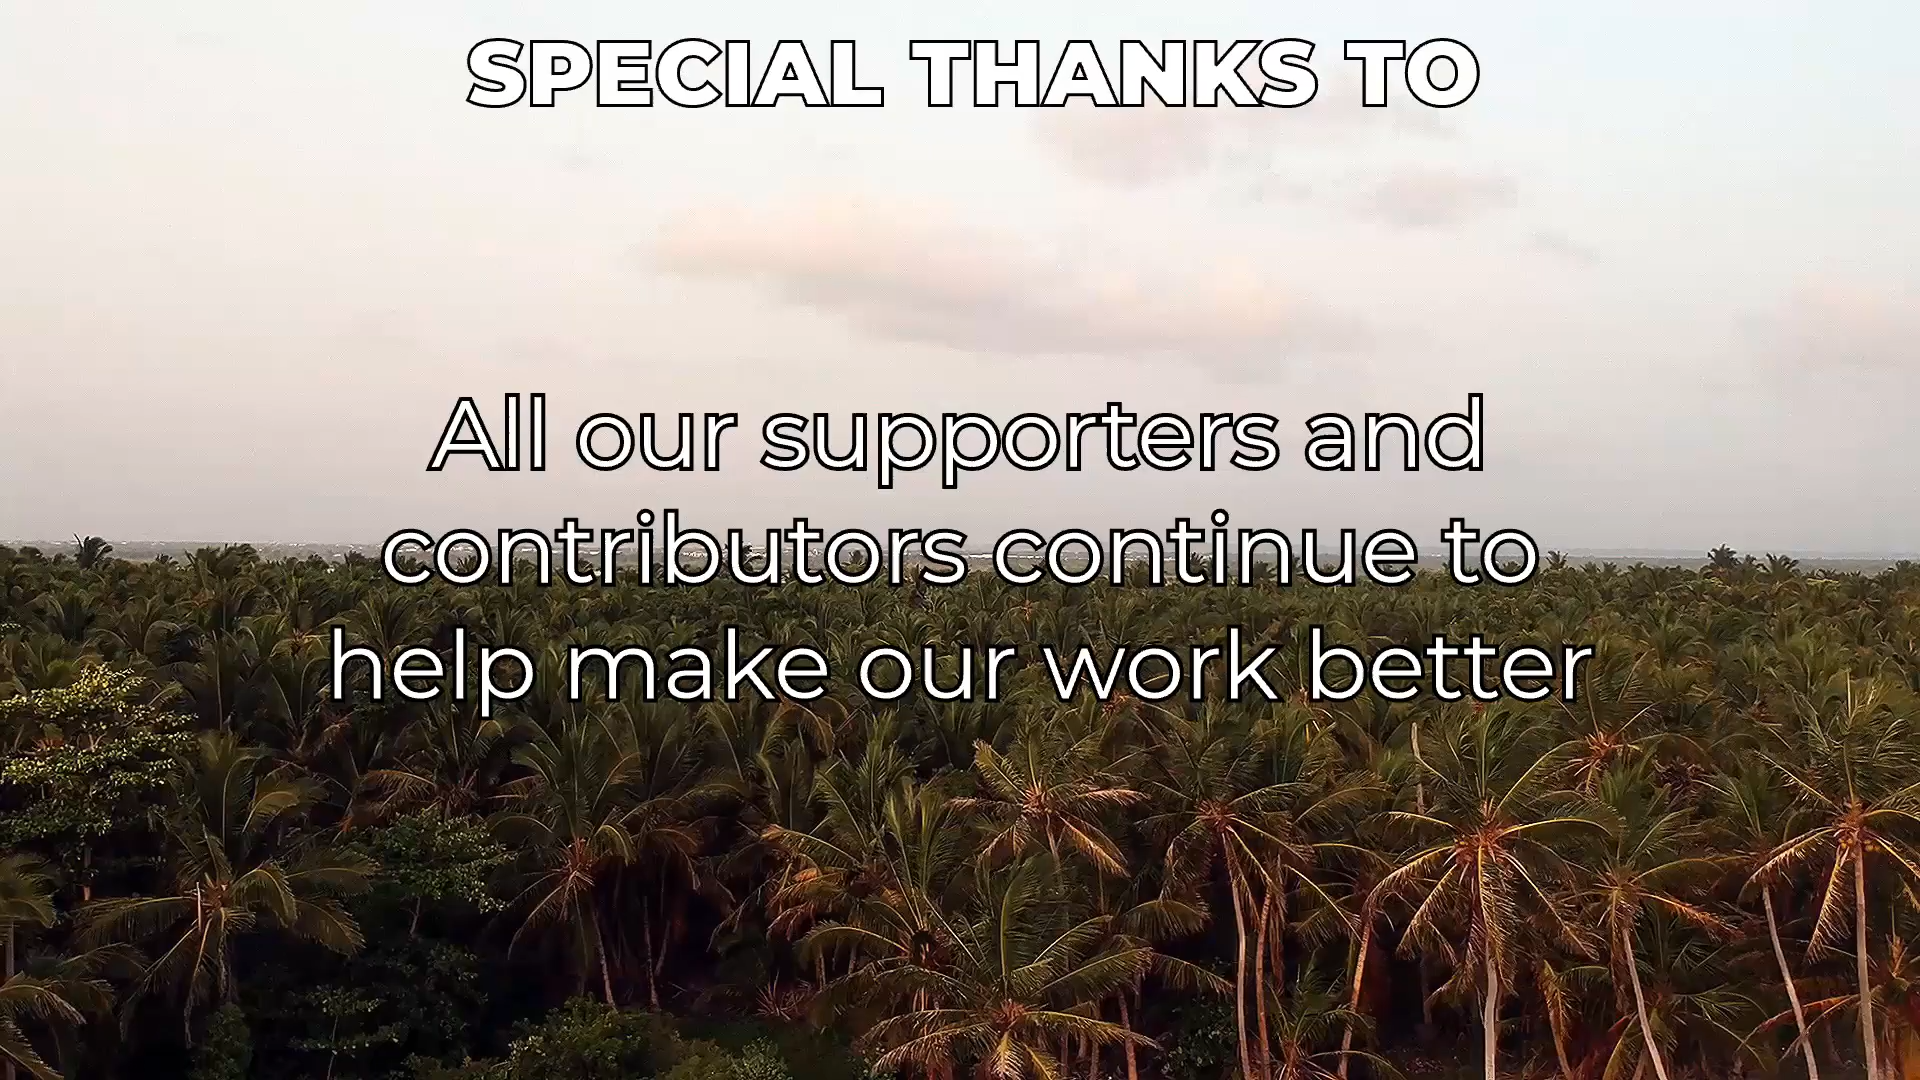 SPECIAL THANKS TO
All our supporters and
contributors continue to
help make our work better